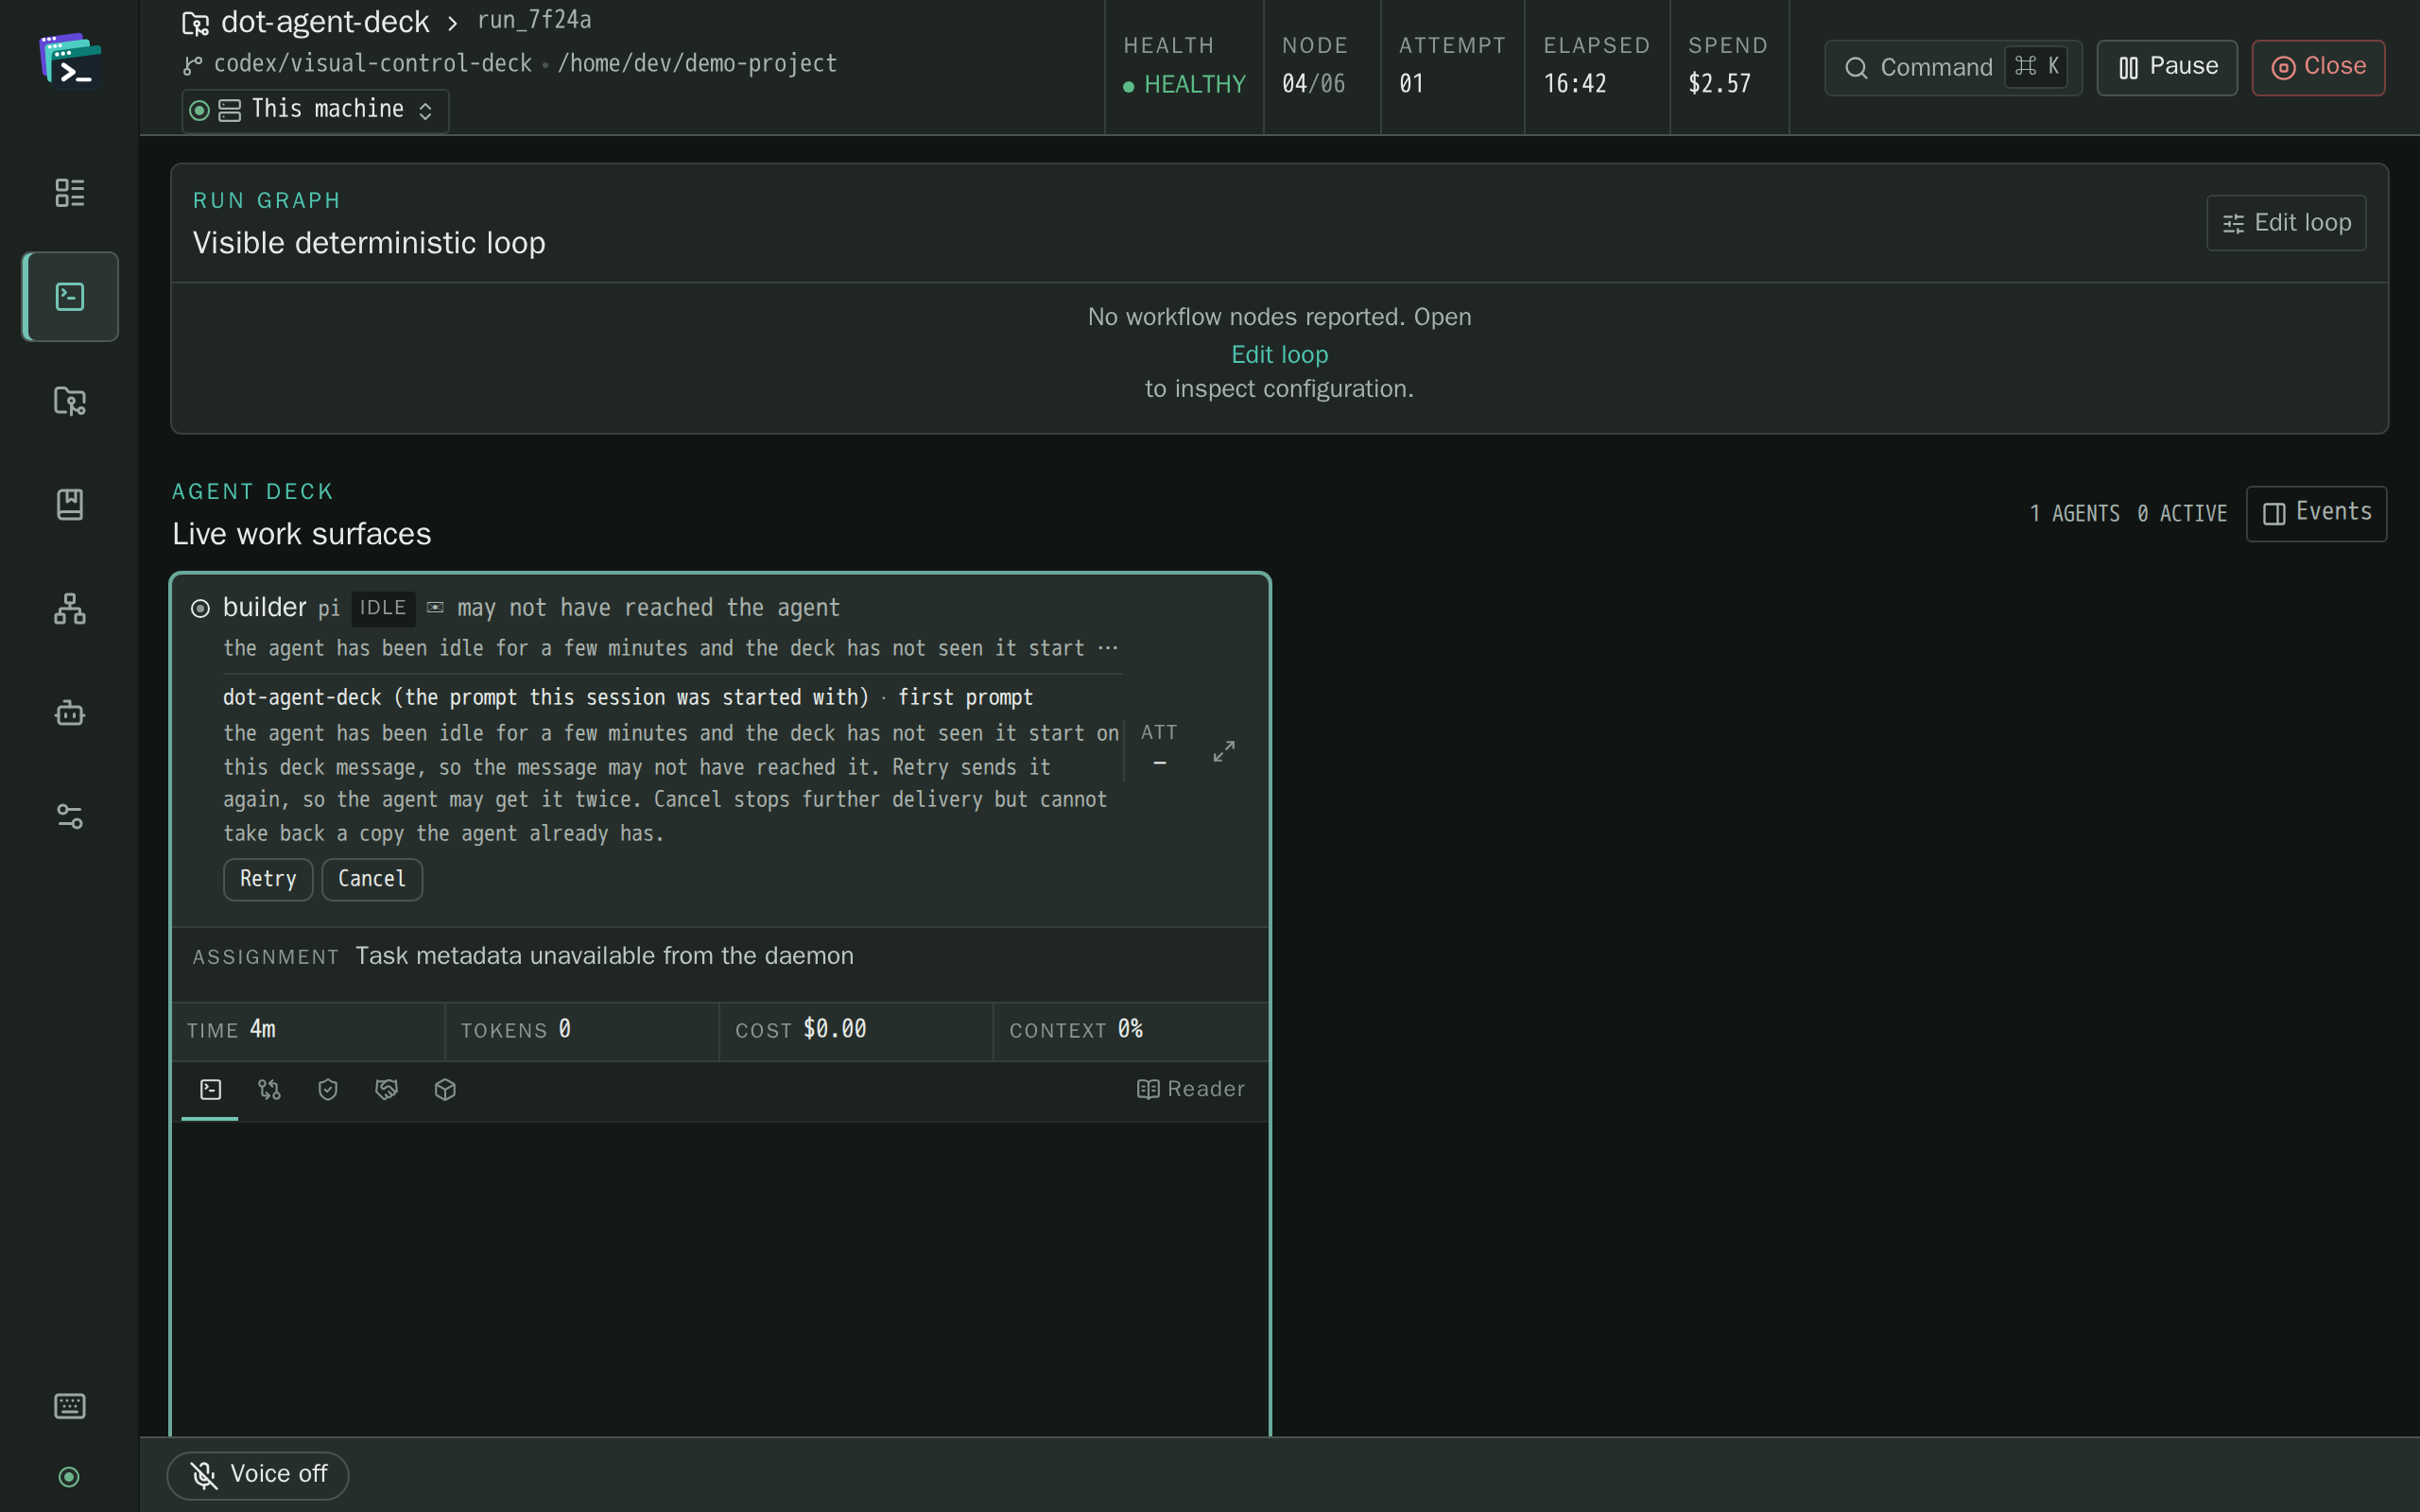 dot-agent-deck > run_7f24a
codex/visual-control-deck • /home/dev/demo-project
This machine
HEALTH
HEALTHY
NODE
04/06
ATTEMPT
01
ELAPSED
16:42
SPEND
$2.57
Command ⌘ K
Pause
Close
RUN GRAPH
Visible deterministic loop
Edit loop
No workflow nodes reported. Open
Edit loop
to inspect configuration.
AGENT DECK
Live work surfaces
1 AGENTS 0 ACTIVE
Events
builder pi IDLE ✉ may not have reached the agent
the agent has been idle for a few minutes and the deck has not seen it start …
dot-agent-deck (the prompt this session was started with) · first prompt
the agent has been idle for a few minutes and the deck has not seen it start on
this deck message, so the message may not have reached it. Retry sends it
again, so the agent may get it twice. Cancel stops further delivery but cannot
take back a copy the agent already has.
ATT
—
Retry Cancel
ASSIGNMENT Task metadata unavailable from the daemon
TIME 4m TOKENS 0 COST $0.00 CONTEXT 0%
Reader
Voice off